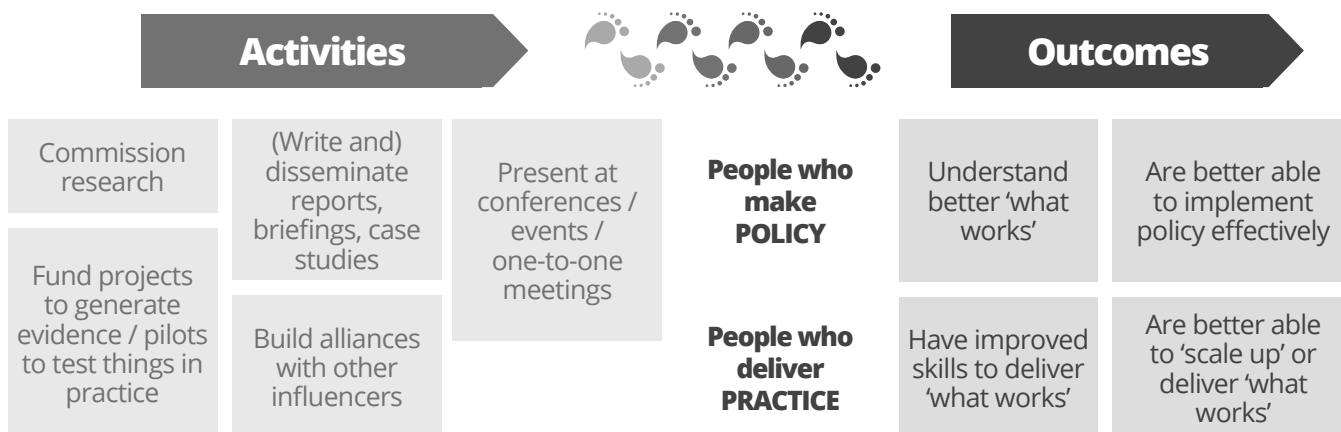 Activities
Outcomes
Commission
research
Fund projects
to generate
evidence / pilots
to test things in
practice
(Write and)
disseminate
reports,
briefings, case
studies
Build alliances
with other
influencers
Present at
conferences /
events /
one-to-one
meetings
People who
make
POLICY
People who
deliver
PRACTICE
Understand
better ‘what
works’
Are better able
to implement
policy effectively
Have improved
skills to deliver
‘what works’
Are better able
to ‘scale up’ or
deliver ‘what
works’